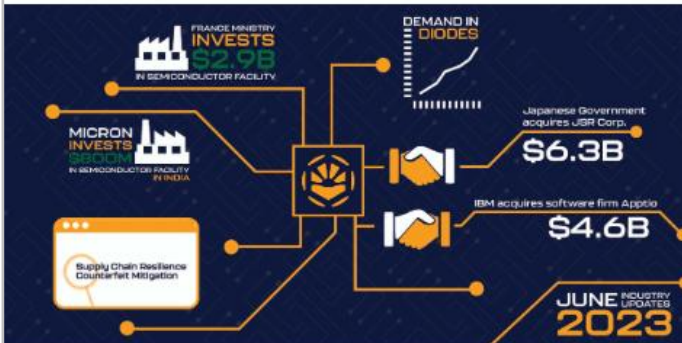 FRANCE MINISTRY
INVESTS
$2.9B
IN SEMICONDUCTOR FACILITY
DEMAND IN
DIODES
MICRON
INVESTS
$800M
IN SEMICONDUCTOR FACILITY
IN INDIA
Japanese Government
acquires JSR Corp.
$6.3B
IBM acquires software firm Apptio
$4.6B
Supply Chain Resilience
Counterfeit Mitigation
JUNE INDUSTRY
UPDATES
2023